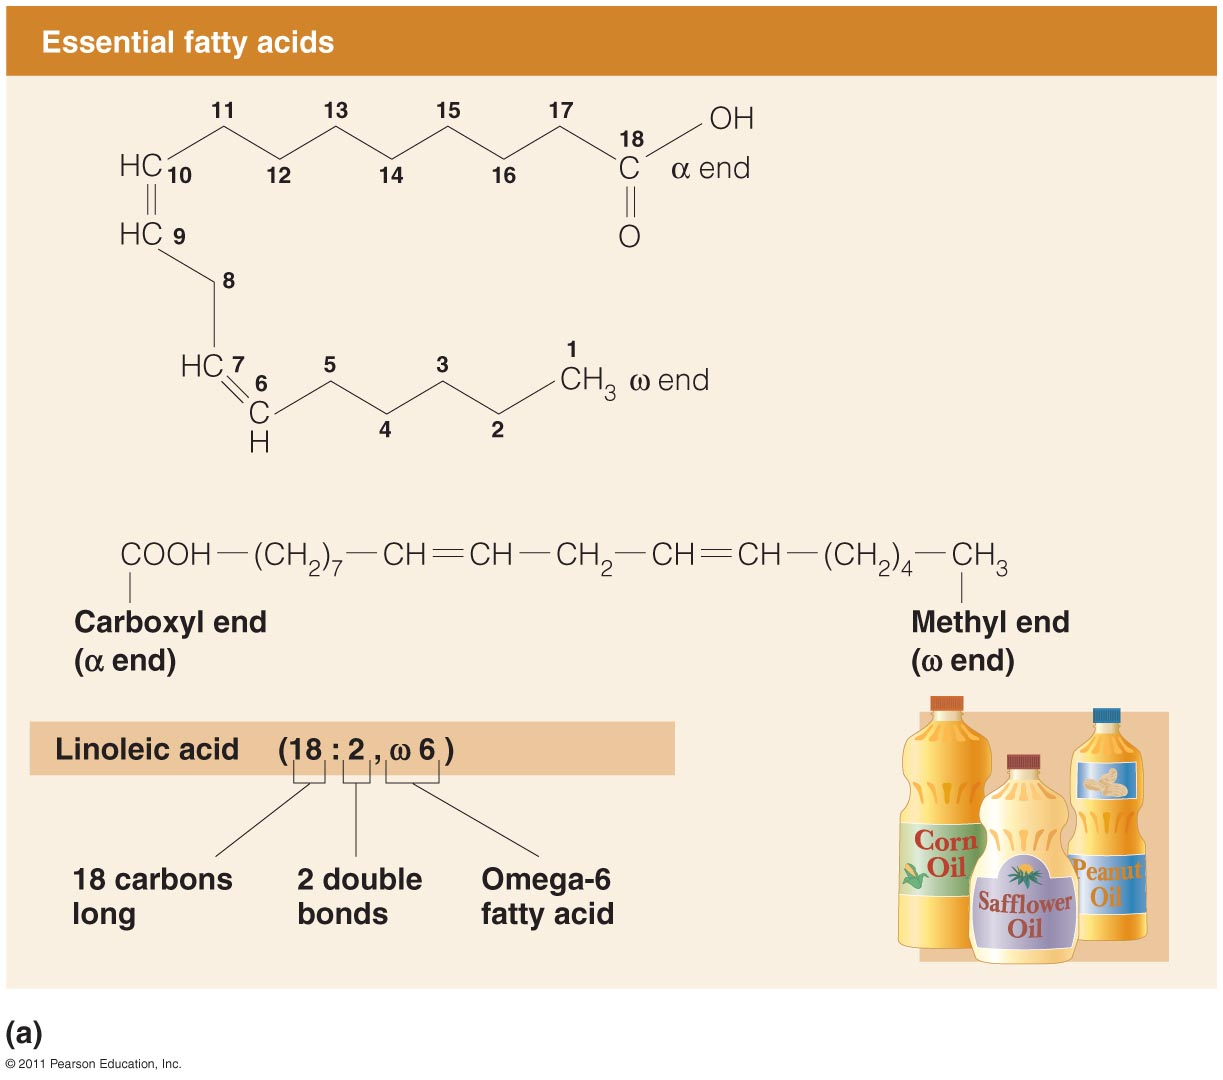 Essential fatty acids
11 13 15 17 OH
18
HC 10 12 14 16 C α end
HC 9 O
8
1
HC 7 5 3 CH₃ ω end
6
C 4 2
H
COOH—(CH₂)₇—CH=CH—CH₂—CH=CH—(CH₂)₄—CH₃
Carboxyl end
(α end)
Methyl end
(ω end)
Linoleic acid (18 : 2 , ω 6 )
18 carbons
long
2 double
bonds
Omega-6
fatty acid
Corn
Oil
Safflower
Oil
Peanut
Oil
(a)
© 2011 Pearson Education, Inc.